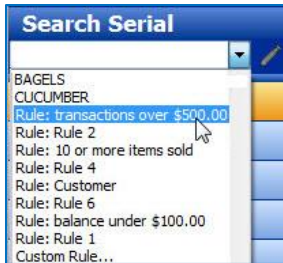 Search Serial
BAGELS
CUCUMBER
Rule: transactions over $500.00
Rule: Rule 2
Rule: 10 or more items sold
Rule: Rule 4
Rule: Customer
Rule: Rule 6
Rule: balance under $100.00
Rule: Rule 1
Custom Rule...